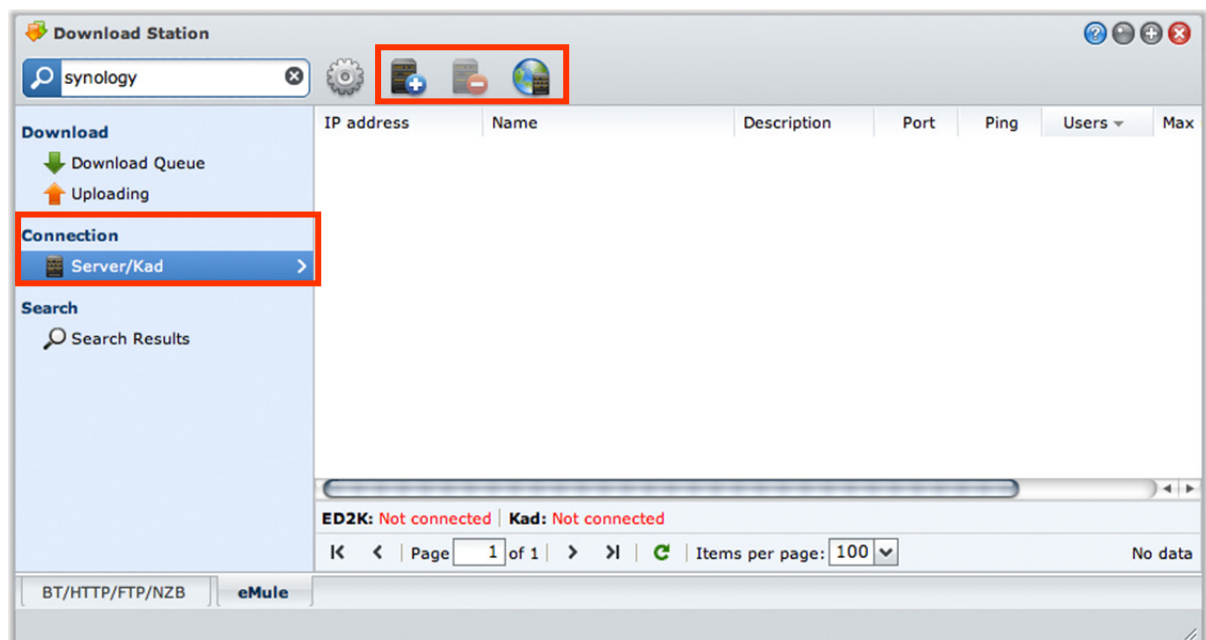 Download Station
synology
IP address Name Description Port Ping Users Max
Download
Download Queue
Uploading
Connection
Server/Kad
Search
Search Results
ED2K: Not connected Kad: Not connected
Page 1 of 1 Items per page: 100 No data
BT/HTTP/FTP/NZB eMule